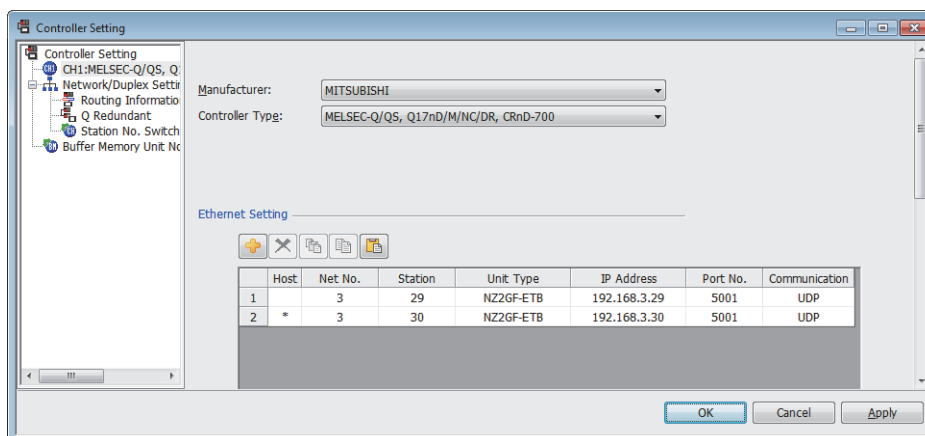 Controller Setting
Controller Setting
CH1:MELSEC-Q/QS, Q1
Network/Duplex Settin
Routing Informatio
Q Redundant
Station No. Switch
Buffer Memory Unit No
Manufacturer: MITSUBISHI
Controller Type: MELSEC-Q/QS, Q17nD/M/NC/DR, CRnD-700
Ethernet Setting
Host Net No. Station Unit Type IP Address Port No. Communication
1 3 29 NZ2GF-ETB 192.168.3.29 5001 UDP
2 * 3 30 NZ2GF-ETB 192.168.3.30 5001 UDP
OK Cancel Apply